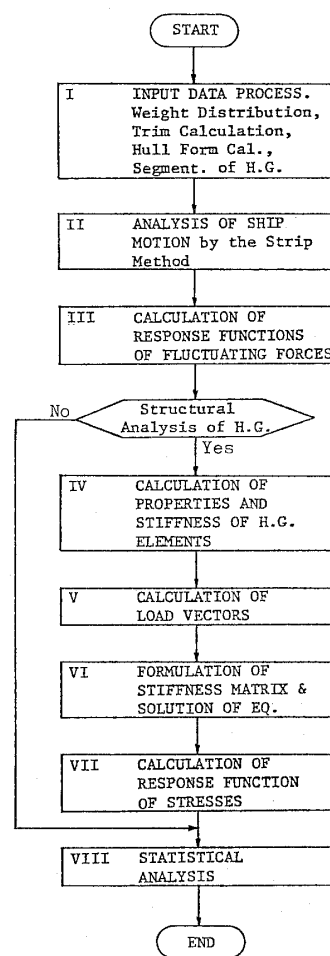 START
I INPUT DATA PROCESS.
Weight Distribution,
Trim Calculation,
Hull Form Cal.,
Segment. of H.G.
II ANALYSIS OF SHIP
MOTION by the Strip
Method
III CALCULATION OF
RESPONSE FUNCTIONS
OF FLUCTUATING FORCES
No
Structural
Analysis of H.G.
Yes
IV CALCULATION OF
PROPERTIES AND
STIFFNESS OF H.G.
ELEMENTS
V CALCULATION OF
LOAD VECTORS
VI FORMULATION OF
STIFFNESS MATRIX &
SOLUTION OF EQ.
VII CALCULATION OF
RESPONSE FUNCTION
OF STRESSES
VIII STATISTICAL
ANALYSIS
END